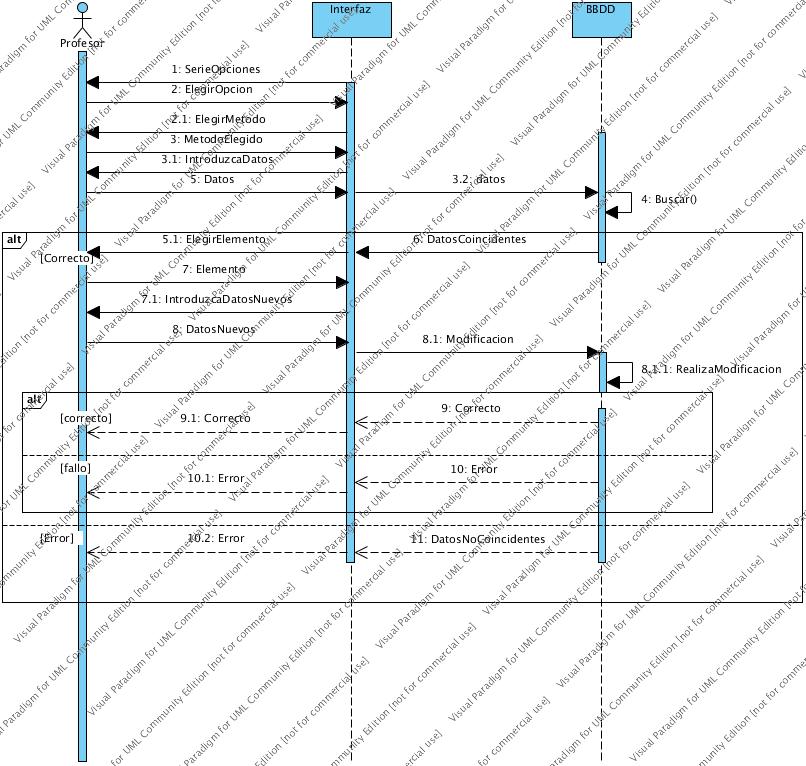 Interfaz
BBDD
Profesor
1: SerieOpciones
2: ElegirOpcion
2.1: ElegirMetodo
3: MetodoElegido
3.1: IntroduzcaDatos
5: Datos
3.2: datos
4: Buscar()
alt
5.1: ElegirElemento
6: DatosCoincidentes
[Correcto]
7: Elemento
7.1: IntroduzcaDatosNuevos
8: DatosNuevos
8.1: Modificacion
8.1.1: RealizaModificacion
alt
9: Correcto
[correcto]
9.1: Correcto
[fallo]
10: Error
10.1: Error
[Error]
10.2: Error
11: DatosNoCoincidentes
Visual Paradigm for UML Community Edition [not for commercial use]